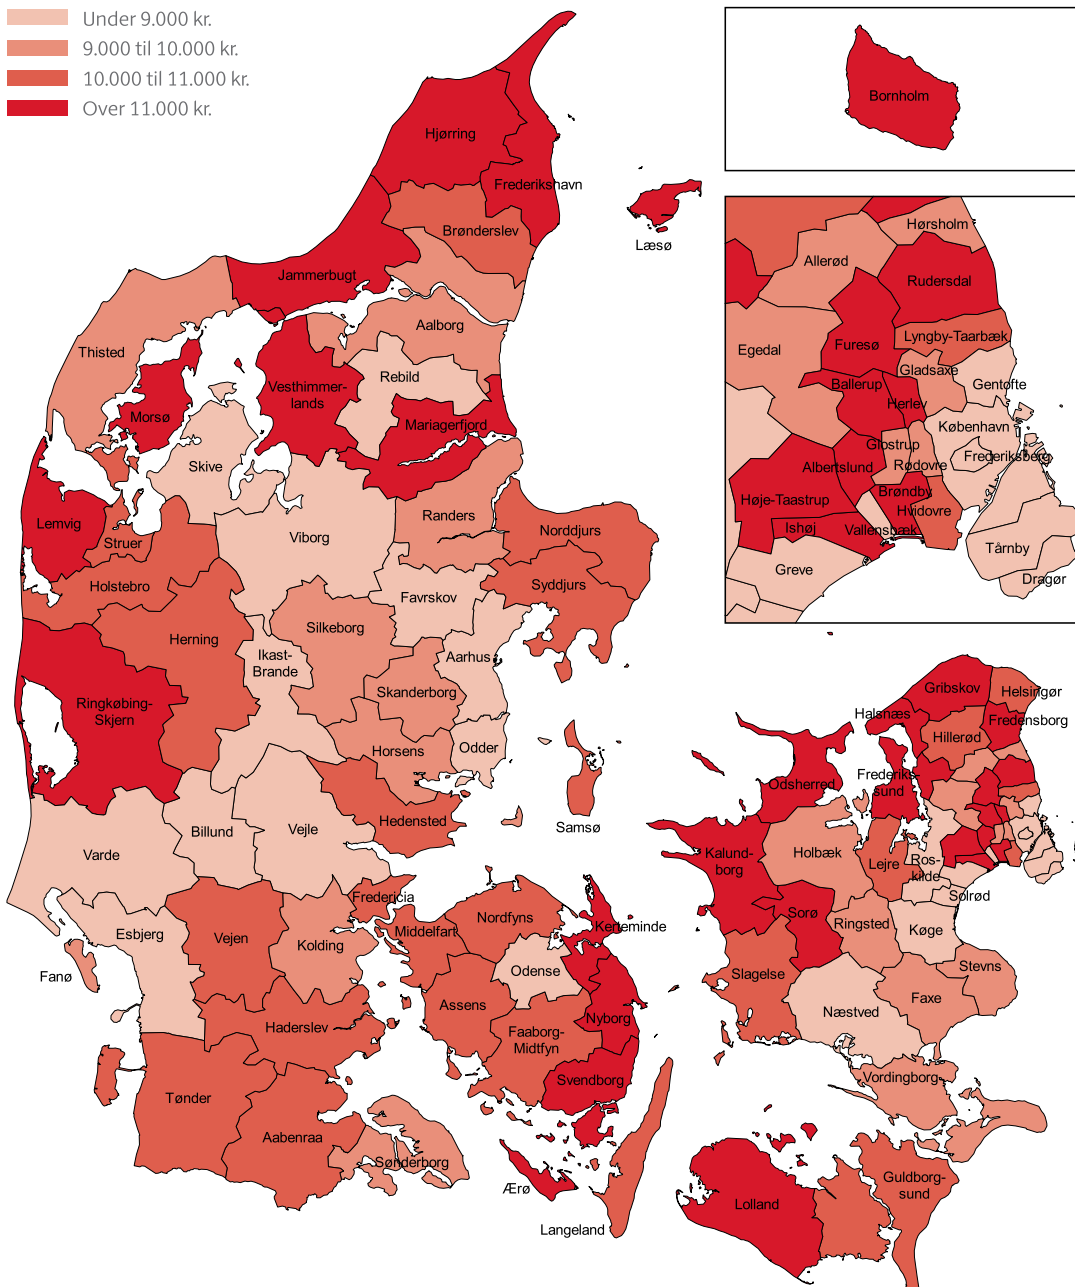 Under 9.000 kr.
9.000 til 10.000 kr.
10.000 til 11.000 kr.
Over 11.000 kr.
Bornholm
Hjørring
Frederikshavn
Læsø
Brønderslev
Jammerbugt
Aalborg
Thisted
Rebild
Vesthimmer-
lands
Morsø
Mariagerfjord
Skive
Lemvig
Struer
Viborg
Randers
Norddjurs
Holstebro
Syddjurs
Favrskov
Herning
Silkeborg
Ikast-
Brande
Aarhus
Ringkøbing-
Skjern
Skanderborg
Horsens
Odder
Hedensted
Samsø
Billund
Vejle
Varde
Fredericia
Esbjerg
Vejen
Kolding
Fanø
Haderslev
Tønder
Aabenraa
Sønderborg
Middelfart
Nordfyns
Kerteminde
Odense
Assens
Faaborg-
Midtfyn
Nyborg
Svendborg
Ærø
Langeland
Hørsholm
Allerød
Rudersdal
Egedal
Furesø
Lyngby-Taarbæk
Gladsaxe
Gentofte
Ballerup
Herlev
København
Glostrup
Frederiksberg
Albertslund
Rødovre
Høje-Taastrup
Brøndby
Hvidovre
Ishøj
Vallensbæk
Tårnby
Greve
Dragør
Gribskov
Helsingør
Halsnæs
Fredensborg
Hillerød
Odsherred
Frederiks-
sund
Kalund-
borg
Holbæk
Lejre
Ros-
kilde
Solrød
Sorø
Ringsted
Køge
Slagelse
Stevns
Næstved
Faxe
Vordingborg
Guldborg-
sund
Lolland